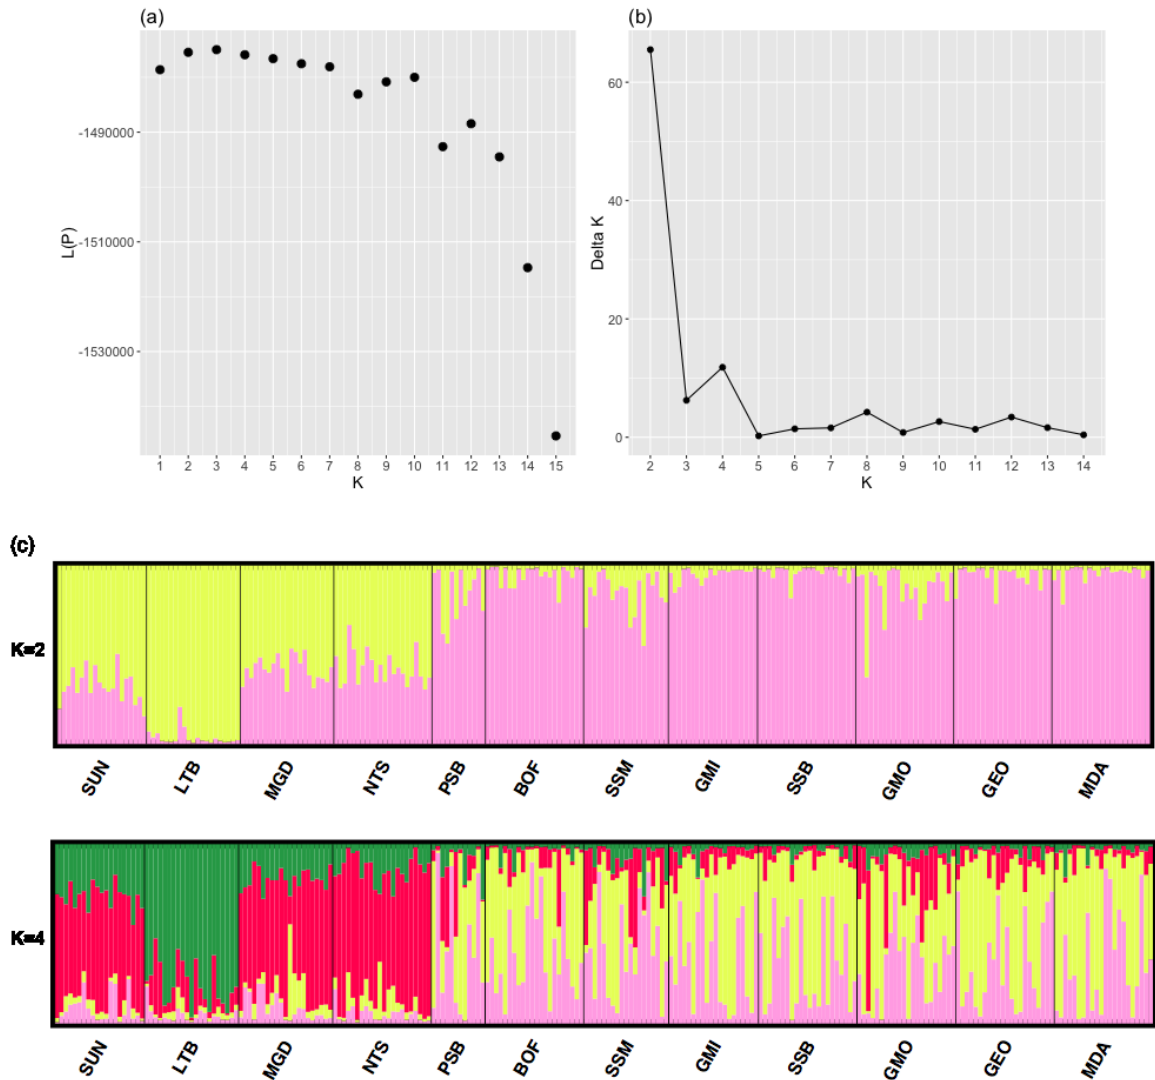 (a)
(b)
L(P)
-1490000
-1510000
-1530000
1 2 3 4 5 6 7 8 9 10 11 12 13 14 15
K
Delta K
60
40
20
0
2 3 4 5 6 7 8 9 10 11 12 13 14
K
(c)
K=2
SUN LTB MGD NTS PSB BOF SSM GMI SSB GMO GEO MDA
K=4
SUN LTB MGD NTS PSB BOF SSM GMI SSB GMO GEO MDA